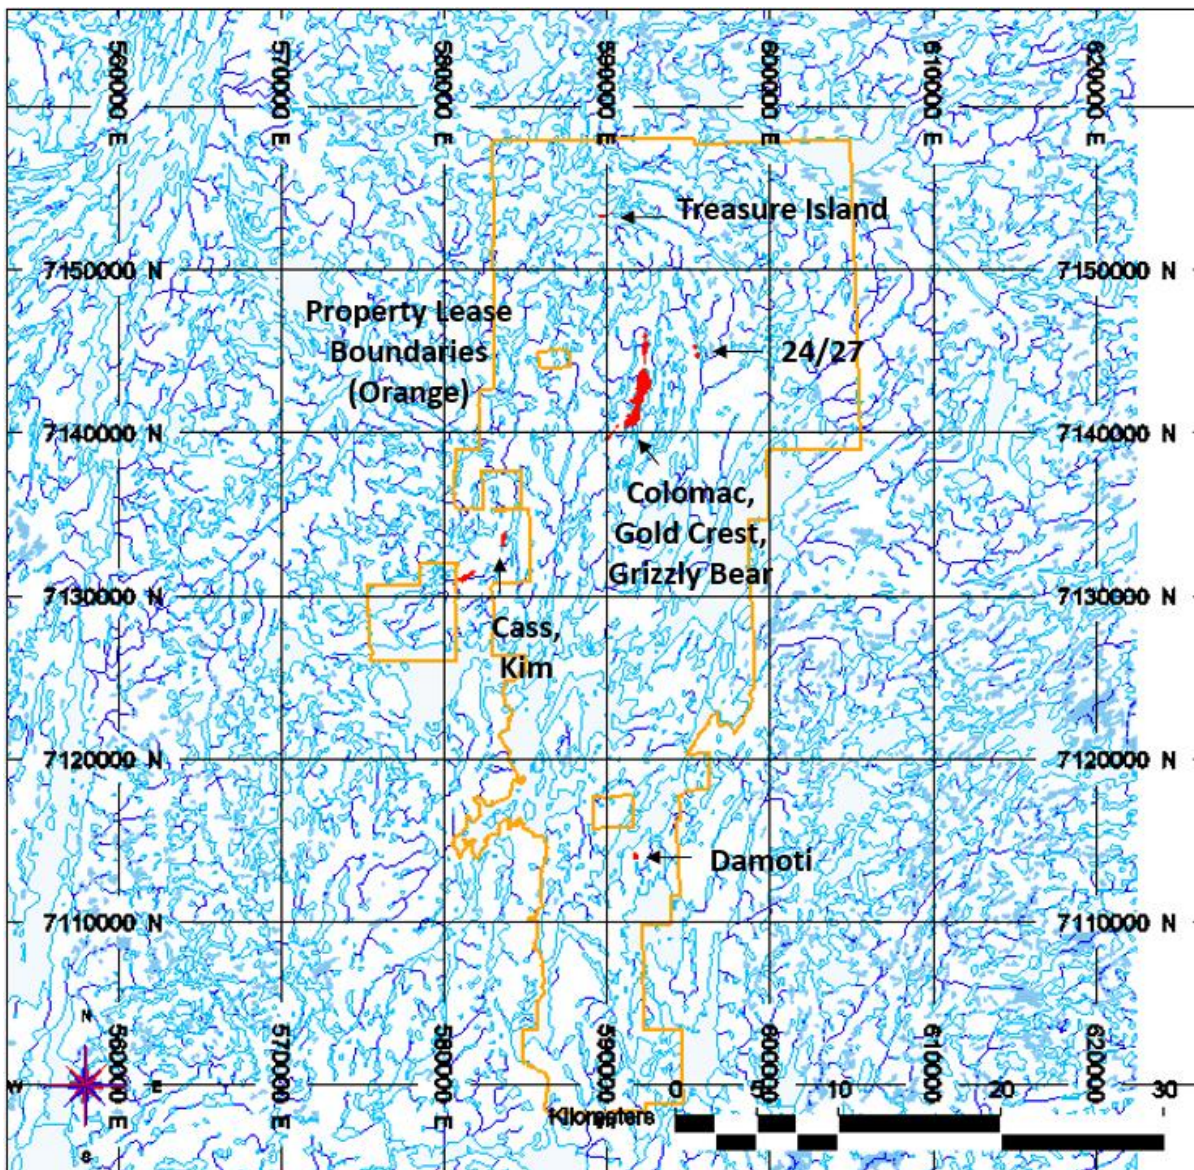 560000 E
570000 E
580000 E
590000 E
600000 E
610000 E
620000 E
Treasure Island
7150000 N
7150000 N
Property Lease
Boundaries
(Orange)
24/27
7140000 N
7140000 N
Colomac,
Gold Crest,
Grizzly Bear
7130000 N
7130000 N
Cass,
Kim
7120000 N
7120000 N
Damoti
7110000 N
7110000 N
N
W
E
S
560000 E
570000 E
580000 E
590000 E
600000 E
610000 E
620000 E
0
5
10
20
30
Kilometers